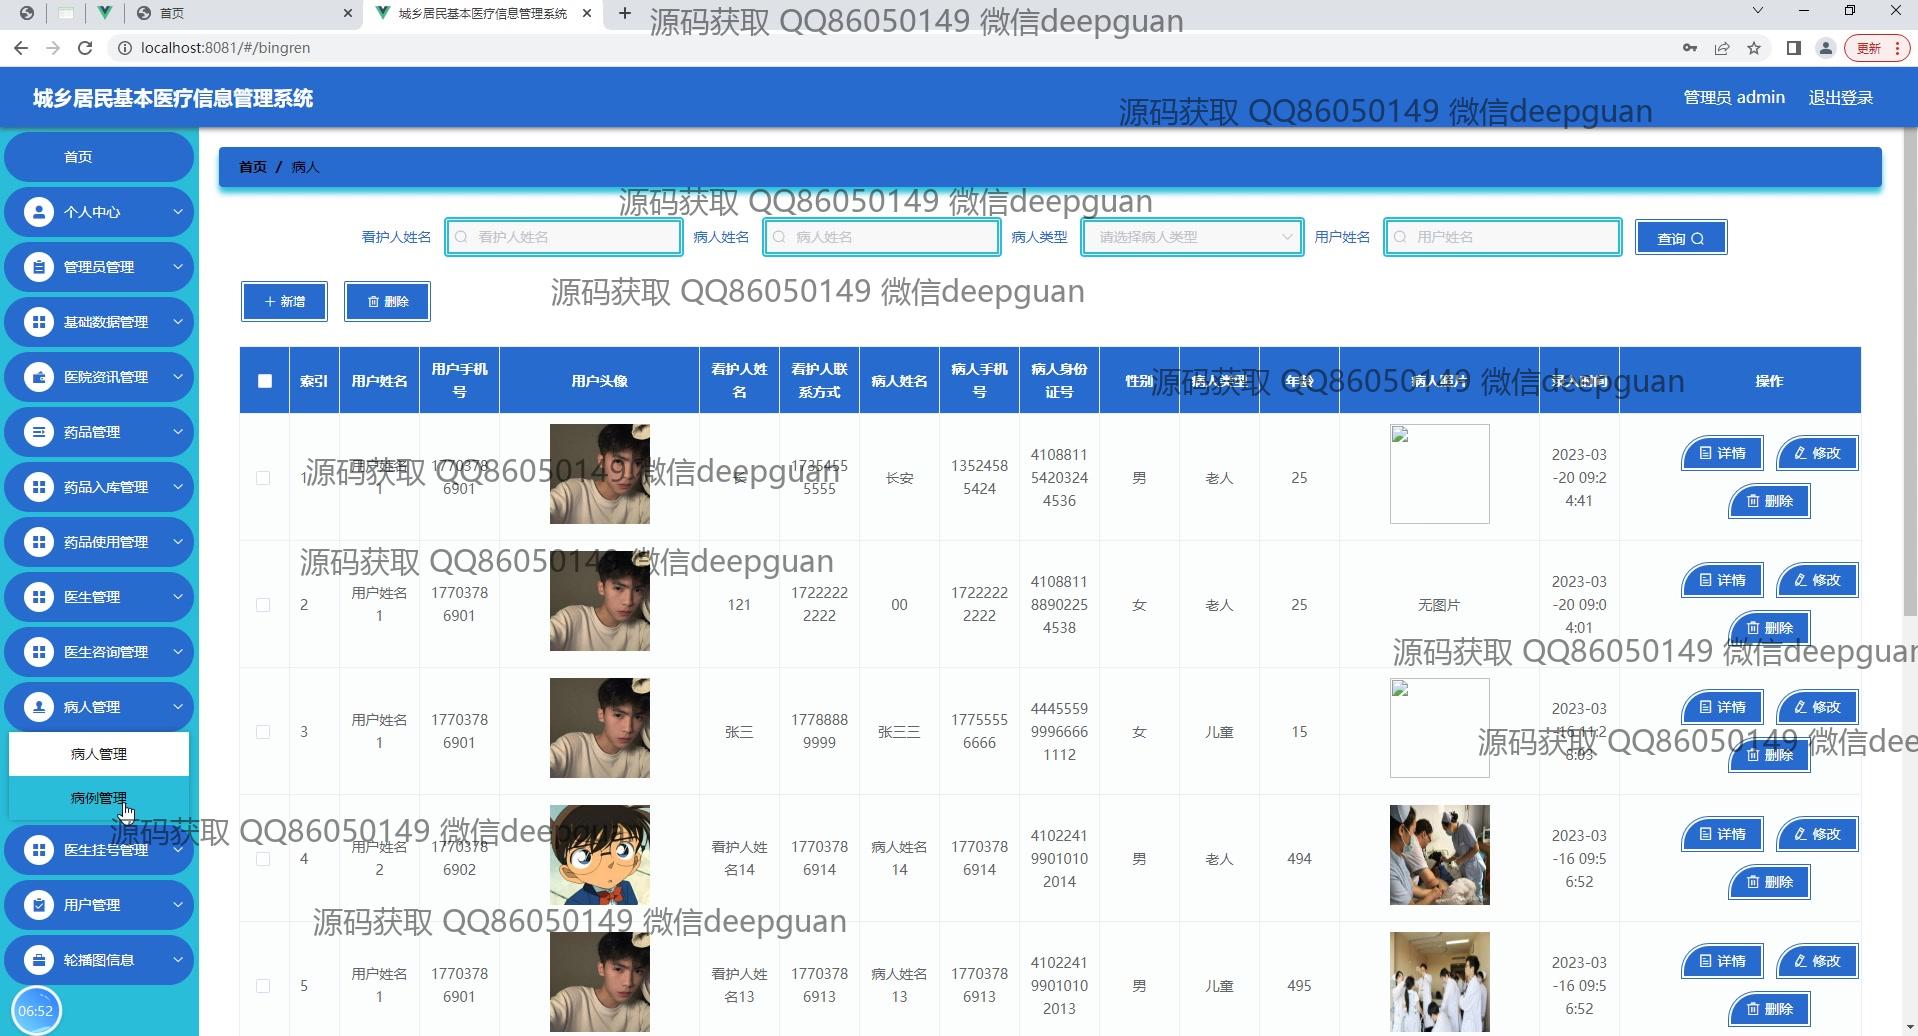 首页
城乡居民基本医疗信息管理系统
源码获取 QQ86050149 微信deepguan
localhost:8081/#/bingren
更新
城乡居民基本医疗信息管理系统
源码获取 QQ86050149 微信deepguan
管理员 admin
退出登录
首页
个人中心
管理员管理
基础数据管理
医院资讯管理
药品管理
药品入库管理
药品使用管理
医生管理
医生咨询管理
病人管理
病人管理
病例管理
医生挂号管理
用户管理
轮播图信息
06:52
首页 / 病人
源码获取 QQ86050149 微信deepguan
看护人姓名 看护人姓名 病人姓名 病人姓名 病人类型 请选择病人类型 用户姓名 用户姓名 查询
源码获取 QQ86050149 微信deepguan
新增 删除
索引 用户姓名 用户手机号 用户头像 看护人姓名 看护人联系方式 病人姓名 病人手机号 病人身份证号 性别 病人类型 年龄 病人照片 录入时间 操作
源码获取 QQ86050149 微信deepguan
1 用户姓名1 17703786901 长 17354555555 长安 13524585424 410881154203244536 男 老人 25 2023-03-20 09:24:41 详情 修改 删除
源码获取 QQ86050149 微信deepguan
2 用户姓名1 17703786901 121 17222222222 00 17222222222 410881188902254538 女 老人 25 无图片 2023-03-20 09:04:01 详情 修改 删除
源码获取 QQ86050149 微信deepguan
源码获取 QQ86050149 微信deepguan
3 用户姓名1 17703786901 张三 17788889999 张三三 17755556666 444555999966661112 女 儿童 15 2023-03-16 11:28:03 详情 修改 删除
源码获取 QQ86050149 微信dee
4 用户姓名2 17703786902 看护人姓名14 17703786914 病人姓名14 17703786914 410224199010102014 男 老人 494 2023-03-16 09:56:52 详情 修改 删除
源码获取 QQ86050149 微信deepguan
源码获取 QQ86050149 微信deepguan
5 用户姓名1 17703786901 看护人姓名13 17703786913 病人姓名13 17703786913 410224199010102013 男 儿童 495 2023-03-16 09:56:52 详情 修改 删除